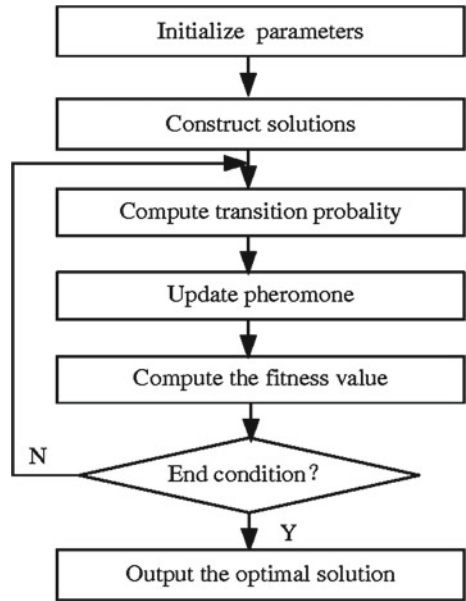 Initialize parameters
Construct solutions
Compute transition probality
Update pheromone
Compute the fitness value
N
End condition?
Y
Output the optimal solution